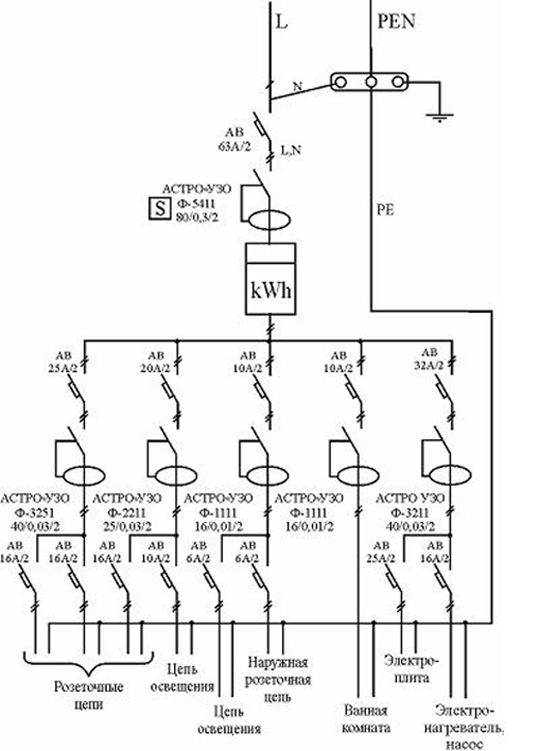 L
PEN
N
АВ
63А/2
L,N
АСТРО-УЗО
Ф-5411
80/0,3/2
S
PE
kWh
АВ
25А/2
АВ
20А/2
АВ
10А/2
АВ
10А/2
АВ
32А/2
АСТРО-УЗО
Ф-3251
40/0,03/2
АСТРО-УЗО
Ф-2211
25/0,03/2
АСТРО-УЗО
Ф-1111
16/0,01/2
АСТРО-УЗО
Ф-1111
16/0,01/2
АСТРО УЗО
Ф-3211
40/0,03/2
АВ
16А/2
АВ
16А/2
АВ
16А/2
АВ
10А/2
АВ
6А/2
АВ
6А/2
АВ
25А/2
АВ
16А/2
Розеточные
цепи
Цепь
освещения
Цепь
освещения
Наружная
розеточная
цепь
Ванная
комната
Электро-
плита
Электро-
нагреватель,
насос